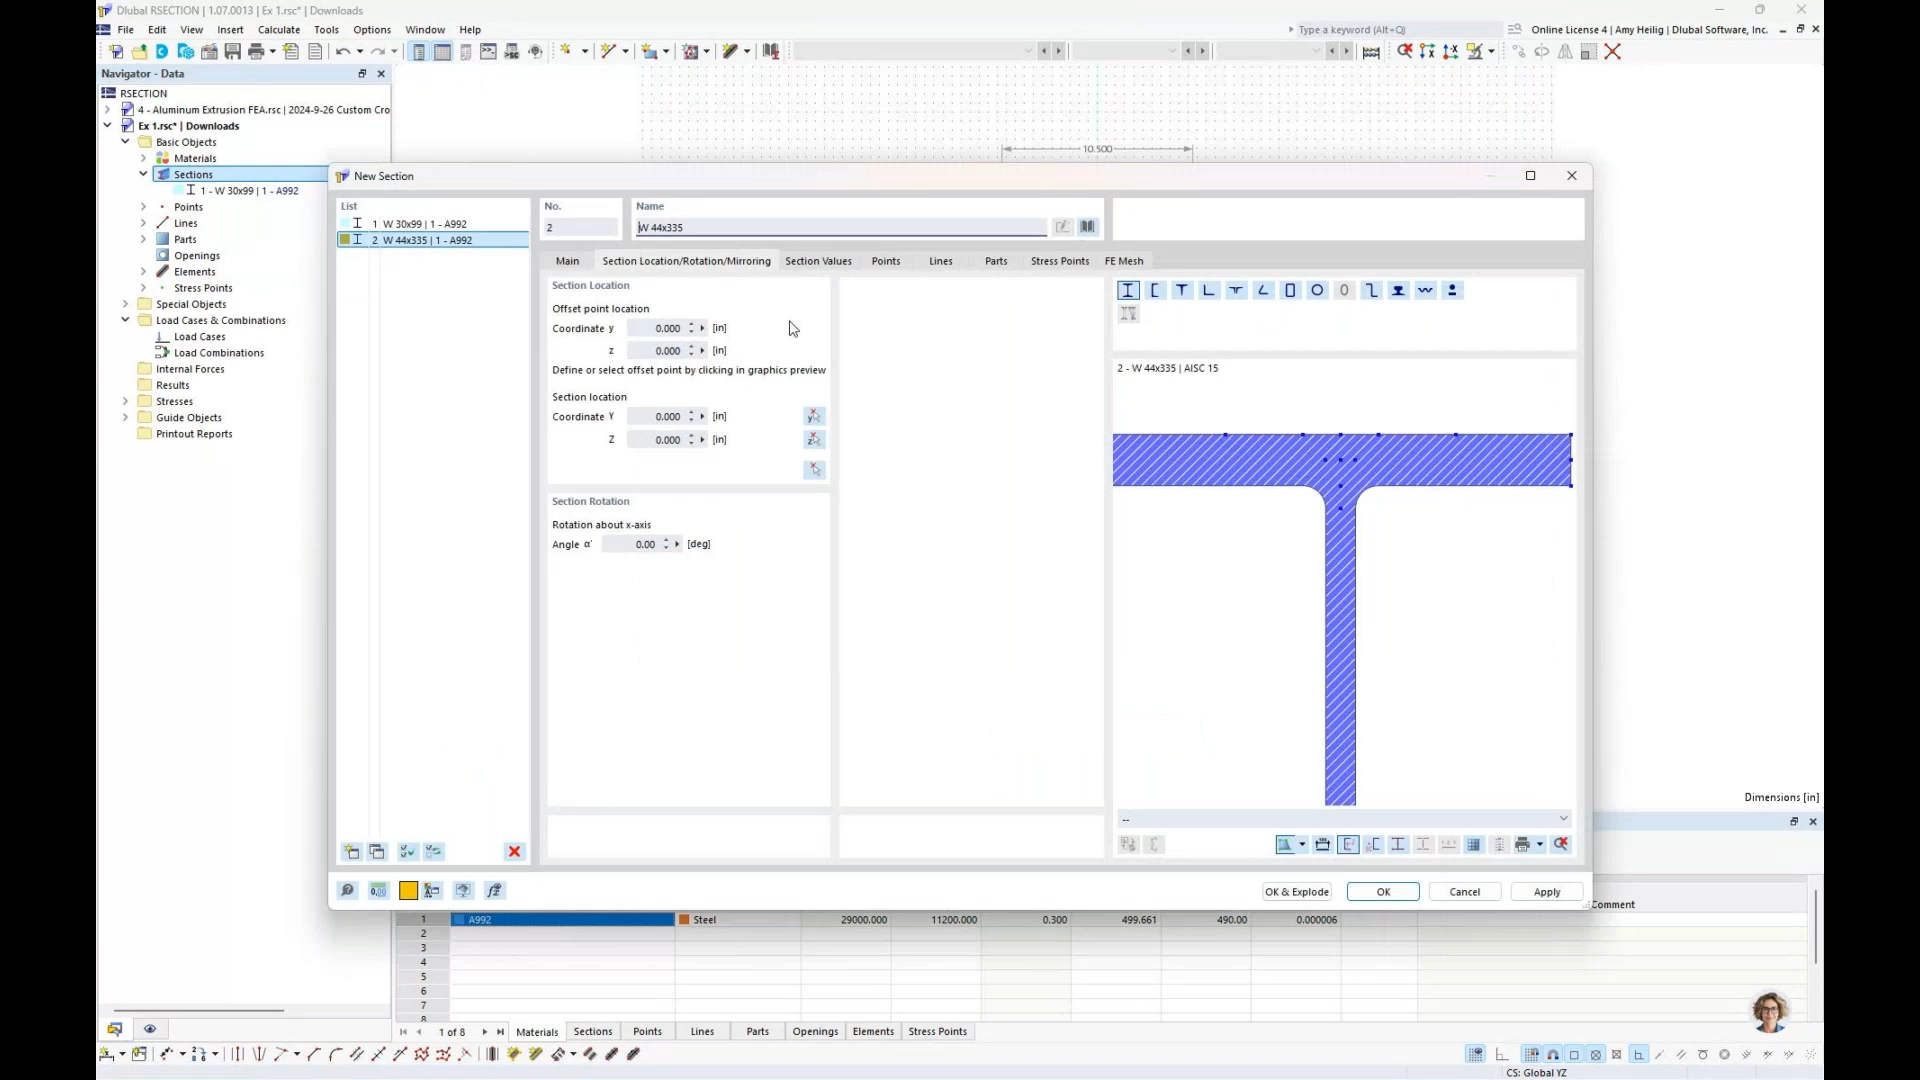 Dlubal RSECTION | 1.07.0013 | Ex 1.rsc* | Downloads
File Edit View Insert Calculate Tools Options Window Help
Type a keyword (Alt+Q)
Online License 4 | Amy Heilig | Dlubal Software, Inc.
Navigator - Data
RSECTION
4 - Aluminum Extrusion FEA.rsc | 2024-9-26 Custom Cro
Ex 1.rsc* | Downloads
Basic Objects
Materials
Sections
1 - W 30x99 | 1 - A992
Points
Lines
Parts
Openings
Elements
Stress Points
Special Objects
Load Cases & Combinations
Load Cases
Load Combinations
Internal Forces
Results
Stresses
Guide Objects
Printout Reports
10.500
New Section
List
1 W 30x99 | 1 - A992
2 W 44x335 | 1 - A992
No.
2
Name
W 44x335
Main Section Location/Rotation/Mirroring Section Values Points Lines Parts Stress Points FE Mesh
Section Location
Offset point location
Coordinate y 0.000 [in]
z 0.000 [in]
Define or select offset point by clicking in graphics preview
Section location
Coordinate Y 0.000 [in]
Z 0.000 [in]
Section Rotation
Rotation about x-axis
Angle α' 0.00 [deg]
2 - W 44x335 | AISC 15
--
OK & Explode OK Cancel Apply
Dimensions [in]
Comment
1 A992 Steel 29000.000 11200.000 0.300 499.661 490.00 0.000006
2
3
4
5
6
7
8
1 of 8 Materials Sections Points Lines Parts Openings Elements Stress Points
CS: Global YZ